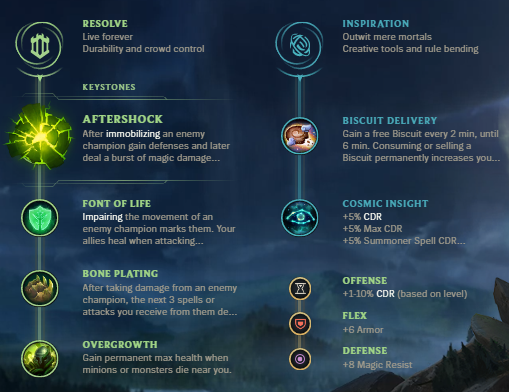 RESOLVE
Live forever
Durability and crowd control
KEYSTONES
AFTERSHOCK
After immobilizing an enemy
champion gain defenses and later
deal a burst of magic damage...
FONT OF LIFE
Impairing the movement of an
enemy champion marks them. Your
allies heal when attacking...
BONE PLATING
After taking damage from an enemy
champion, the next 3 spells or
attacks you receive from them de...
OVERGROWTH
Gain permanent max health when
minions or monsters die near you.
INSPIRATION
Outwit mere mortals
Creative tools and rule bending
BISCUIT DELIVERY
Gain a free Biscuit every 2 min, until
6 min. Consuming or selling a
Biscuit permanently increases you...
COSMIC INSIGHT
+5% CDR
+5% Max CDR
+5% Summoner Spell CDR...
OFFENSE
+1-10% CDR (based on level)
FLEX
+6 Armor
DEFENSE
+8 Magic Resist